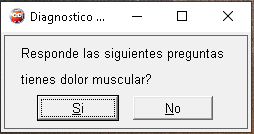 Diagnostico ...
Responde las siguientes preguntas
tienes dolor muscular?
Si
No